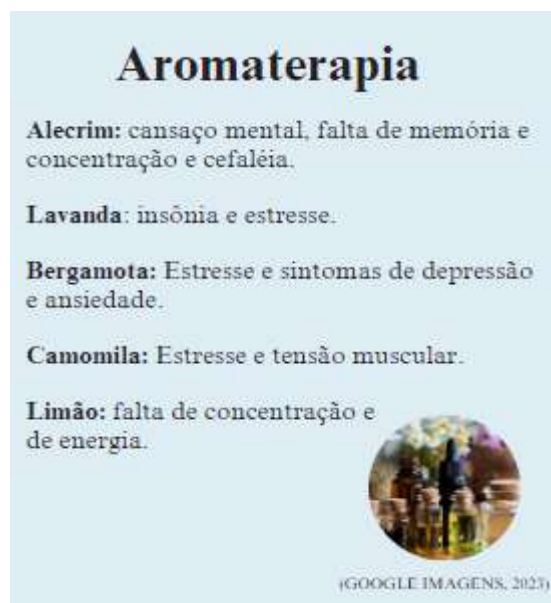 Aromaterapia
Alecrim: cansaço mental, falta de memória e
concentração e cefaléia.
Lavanda: insônia e estresse.
Bergamota: Estresse e sintomas de depressão
e ansiedade.
Camomila: Estresse e tensão muscular.
Limão: falta de concentração e
de energia.
(GOOGLE IMAGENS, 2023)